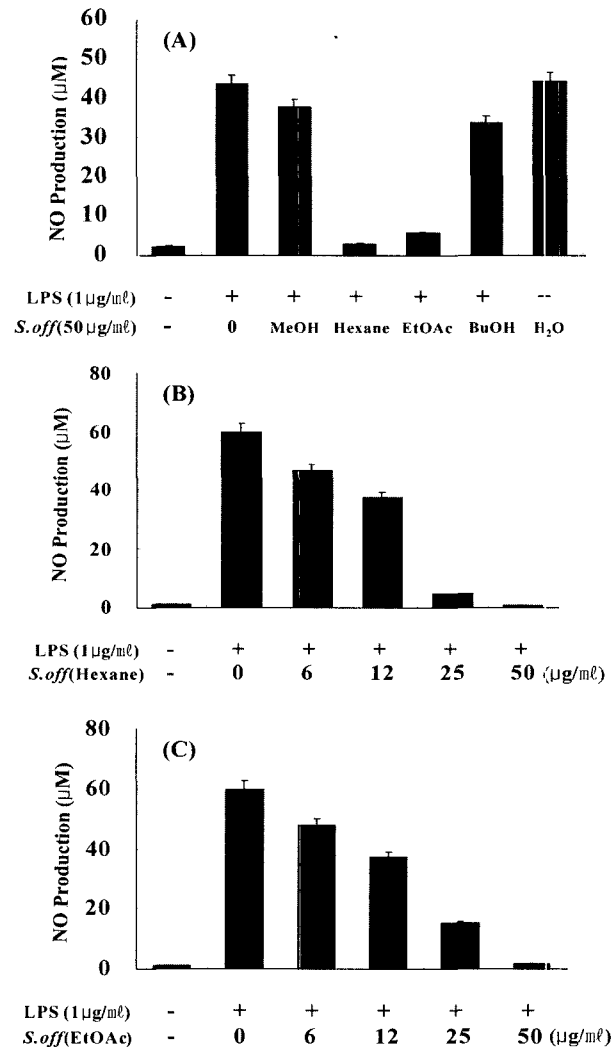 (A)
NO Production (μM)
60
50
40
30
20
10
0
LPS (1μg/㎖) - + + + + + --
S.off(50μg/㎖) - 0 MeOH Hexane EtOAc BuOH H₂O
(B)
NO Production (μM)
80
60
40
20
0
LPS (1μg/㎖) - + + + + +
S.off(Hexane) - 0 6 12 25 50 (μg/㎖)
(C)
NO Production (μM)
80
60
40
20
0
LPS (1μg/㎖) - + + + + +
S.off(EtOAc) - 0 6 12 25 50 (μg/㎖)